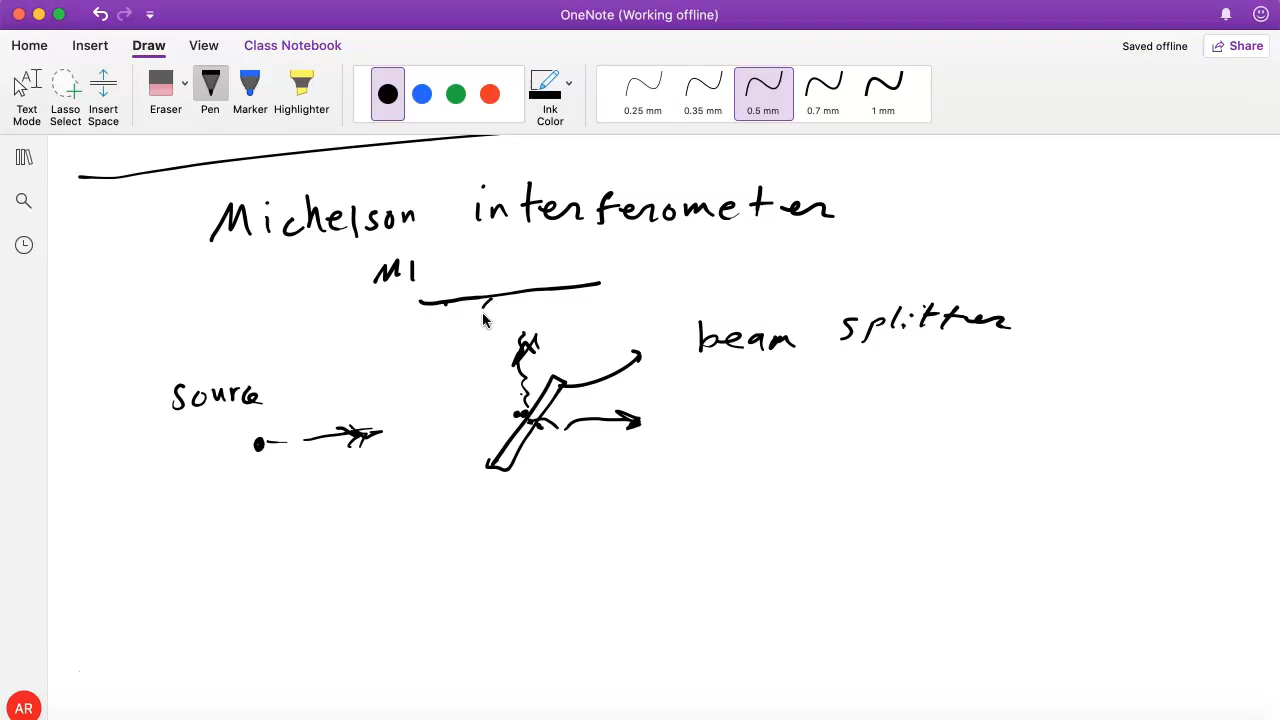 OneNote (Working offline)
Home Insert Draw View Class Notebook
Saved offline Share
Text Mode
Lasso Select
Insert Space
Eraser
Pen
Marker
Highlighter
Ink Color
0.25 mm 0.35 mm 0.5 mm 0.7 mm 1 mm
Michelson interferometer
M1
beam splitter
source
AR